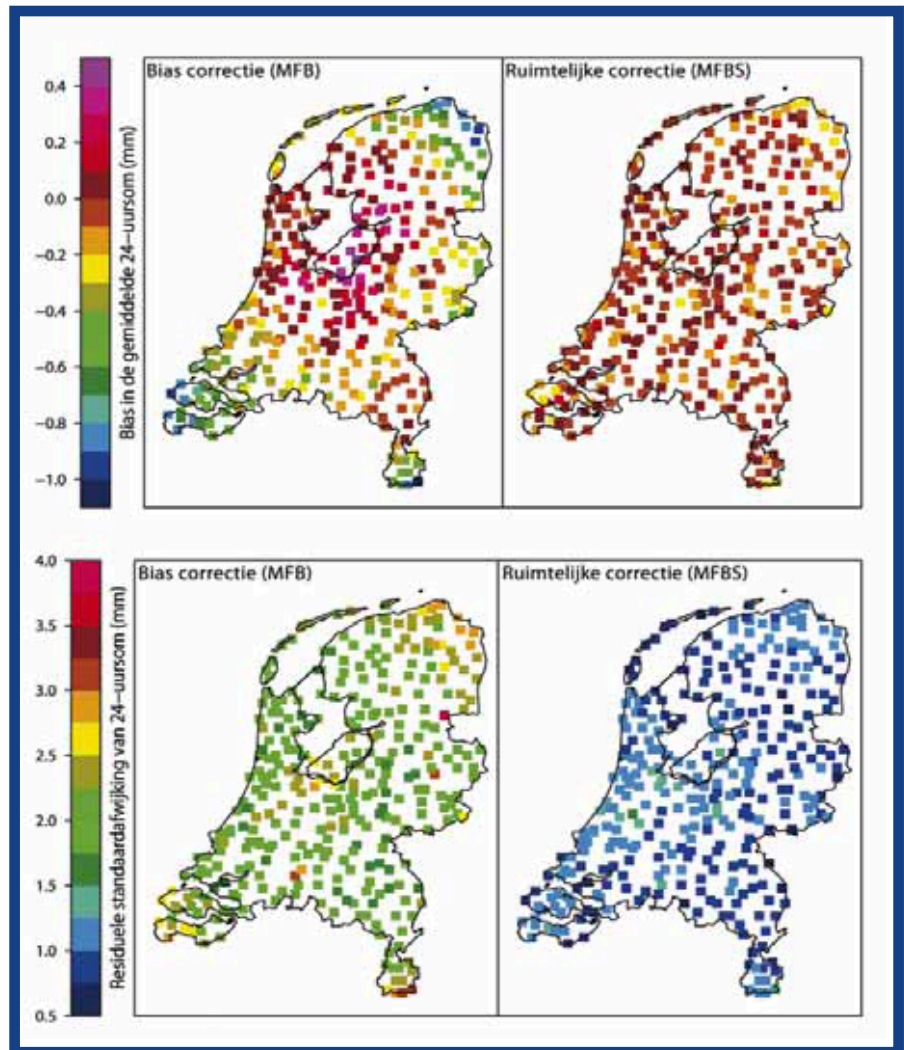 Bias correctie (MFB)
Ruimtelijke correctie (MFBS)
0.4
0.2
0.0
−0.2
−0.4
−0.6
−0.8
−1.0
Bias in de gemiddelde 24−uursom (mm)
Bias correctie (MFB)
Ruimtelijke correctie (MFBS)
4.0
3.5
3.0
2.5
2.0
1.5
1.0
0.5
Residuele standaardafwijking van 24−uursom (mm)